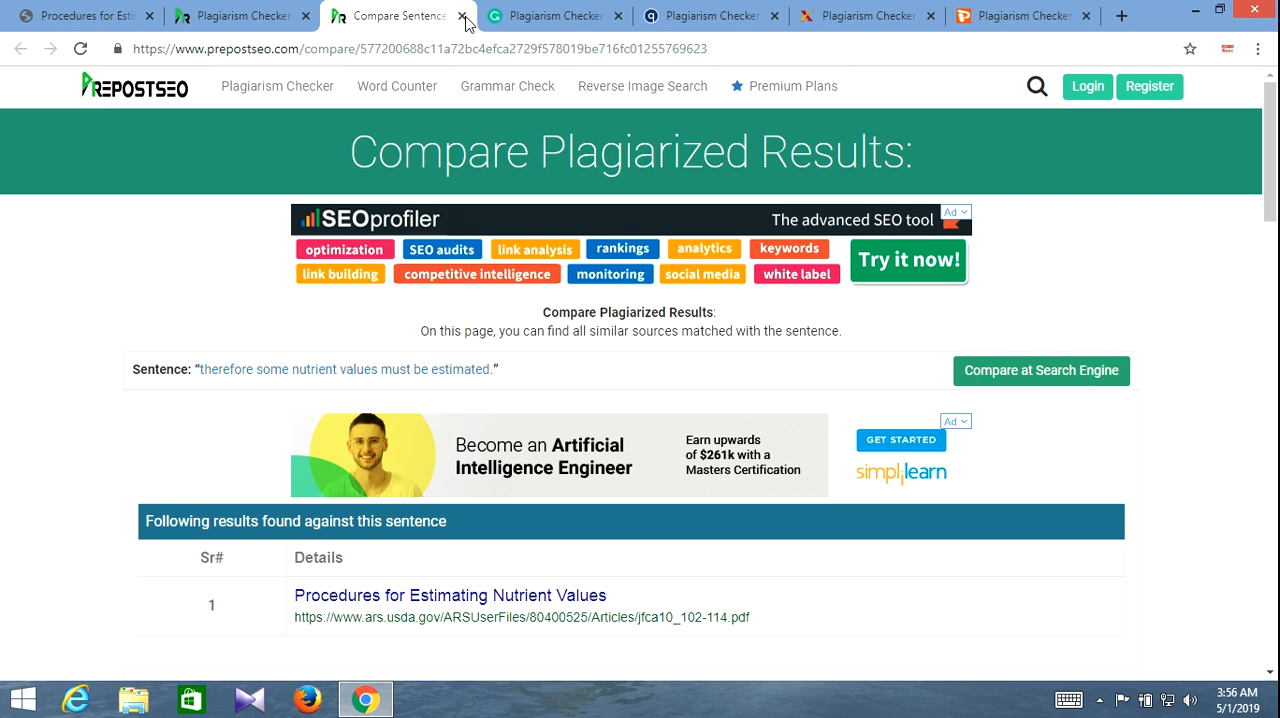 Procedures for Est
Plagiarism Checker
Compare Sentence
Plagiarism Checker
Plagiarism Checker
Plagiarism Checker
Plagiarism Checker
https://www.prepostseo.com/compare/577200688c11a72bc4efca2729f578019be716fc01255769623
PREPOSTSEO
Plagiarism Checker
Word Counter
Grammar Check
Reverse Image Search
Premium Plans
Login
Register
Compare Plagiarized Results:
SEOprofiler
The advanced SEO tool
Ad
optimization
SEO audits
link analysis
rankings
analytics
keywords
link building
competitive intelligence
monitoring
social media
white label
Try it now!
Compare Plagiarized Results:
On this page, you can find all similar sources matched with the sentence.
Sentence: “therefore some nutrient values must be estimated.”
Compare at Search Engine
Become an Artificial
Intelligence Engineer
Earn upwards
of $261k with a
Masters Certification
Ad
GET STARTED
simplilearn
Following results found against this sentence
Sr#
Details
1
Procedures for Estimating Nutrient Values
https://www.ars.usda.gov/ARSUserFiles/80400525/Articles/jfca10_102-114.pdf
3:56 AM
5/1/2019